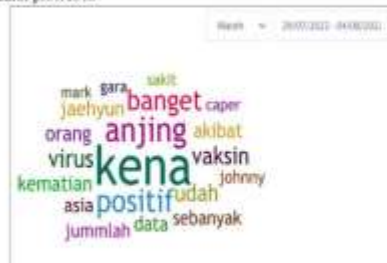 sakit
mark gara
jaehyun banget caper
orang anjing akibat
virus kena vaksin
kematian johnny
asia positif udah
jummlah data sebanyak